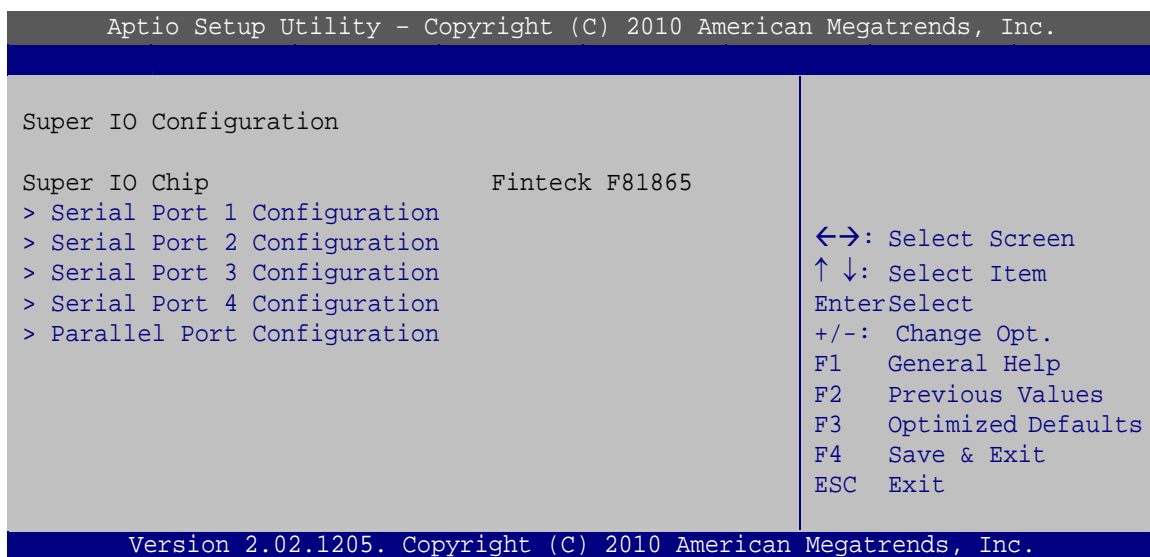 Aptio Setup Utility – Copyright (C) 2010 American Megatrends, Inc.
Super IO Configuration
Super IO Chip Finteck F81865
> Serial Port 1 Configuration
> Serial Port 2 Configuration
> Serial Port 3 Configuration
> Serial Port 4 Configuration
> Parallel Port Configuration
←→: Select Screen
↑ ↓: Select Item
EnterSelect
+/-: Change Opt.
F1 General Help
F2 Previous Values
F3 Optimized Defaults
F4 Save & Exit
ESC Exit
Version 2.02.1205. Copyright (C) 2010 American Megatrends, Inc.